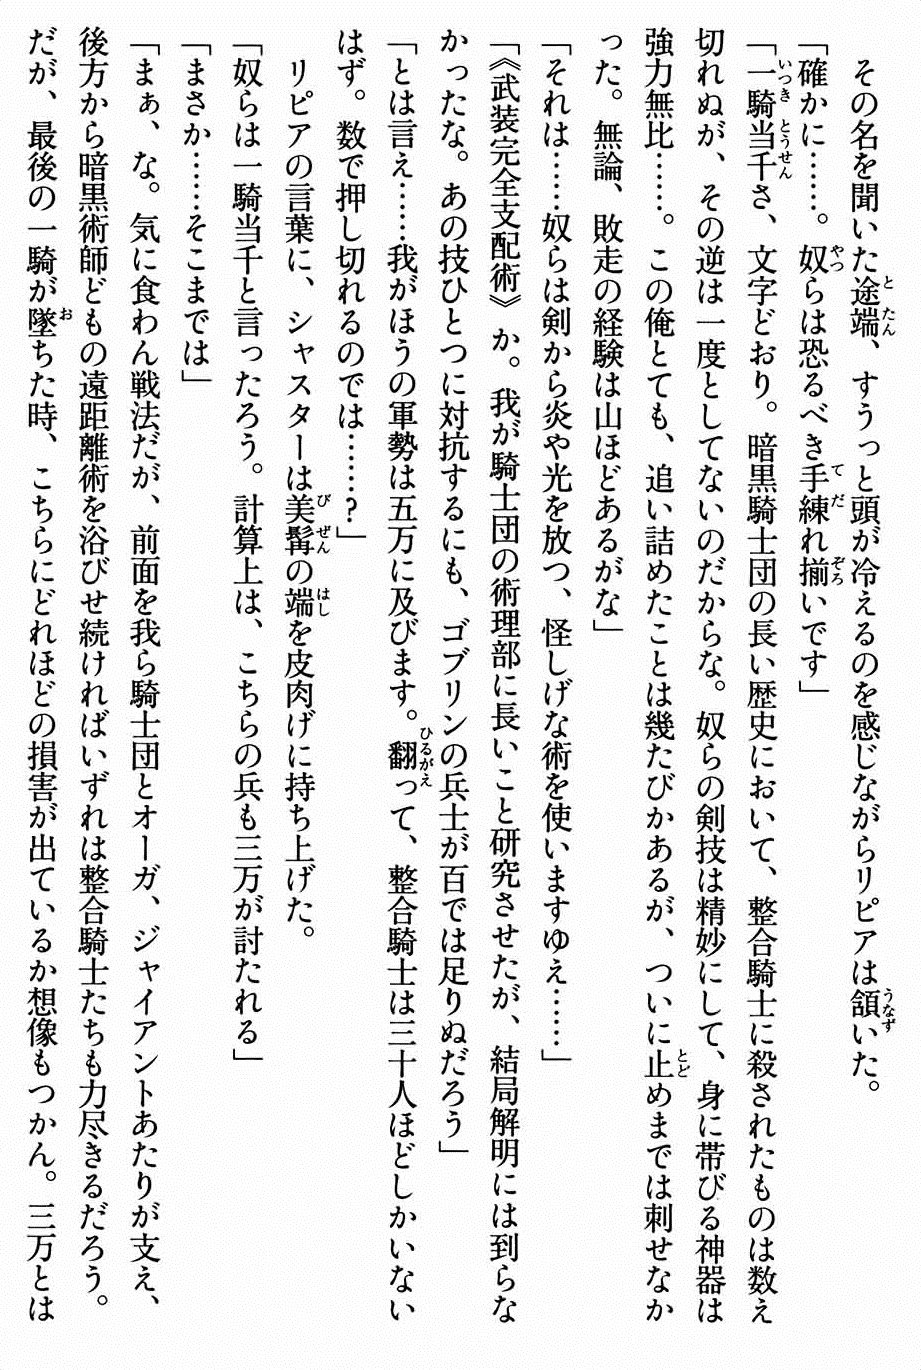 その名を聞いた途端、すうっと頭が冷えるのを感じながらリピアは頷いた。
「確かに……。奴らは恐るべき手練れ揃いです」
「一騎当千さ、文字どおり。暗黒騎士団の長い歴史において、整合騎士に殺されたものは数え
切れぬが、その逆は一度としてないのだからな。奴らの剣技は精妙にして、身に帯びる神器は
強力無比……。この俺とても、追い詰めたことは幾たびかあるが、ついに止めまでは刺せなか
った。無論、敗走の経験は山ほどあるがな」
「それは……奴らは剣から炎や光を放つ、怪しげな術を使いますゆえ……」
「《武装完全支配術》か。我が騎士団の術理部に長いこと研究させたが、結局解明には到らな
かったな。あの技ひとつに対抗するにも、ゴブリンの兵士が百では足りぬだろう」
「とは言え……我がほうの軍勢は五万に及びます。翻って、整合騎士は三十人ほどしかいない
はず。数で押し切れるのでは……？」
リピアの言葉に、シャスターは美髯の端を皮肉げに持ち上げた。
「奴らは一騎当千と言ったろう。計算上は、こちらの兵も三万が討たれる」
「まさか……そこまでは」
「まぁ、な。気に食わん戦法だが、前面を我ら騎士団とオーガ、ジャイアントあたりが支え、
後方から暗黒術師どもの遠距離術を浴びせ続ければいずれは整合騎士たちも力尽きるだろう。
だが、最後の一騎が墜ちた時、こちらにどれほどの損害が出ているか想像もつかん。三万とは